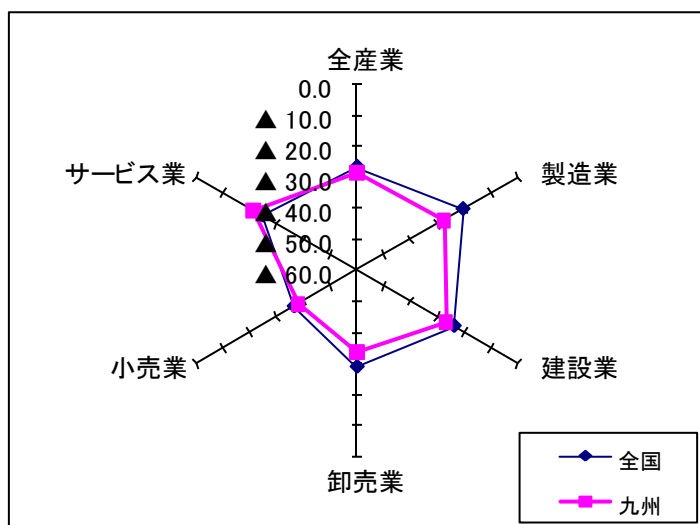 全産業
0.0
▲ 10.0
▲ 20.0
▲ 30.0
▲ 40.0
▲ 50.0
▲ 60.0
サービス業
製造業
小売業
建設業
卸売業
全国
九州